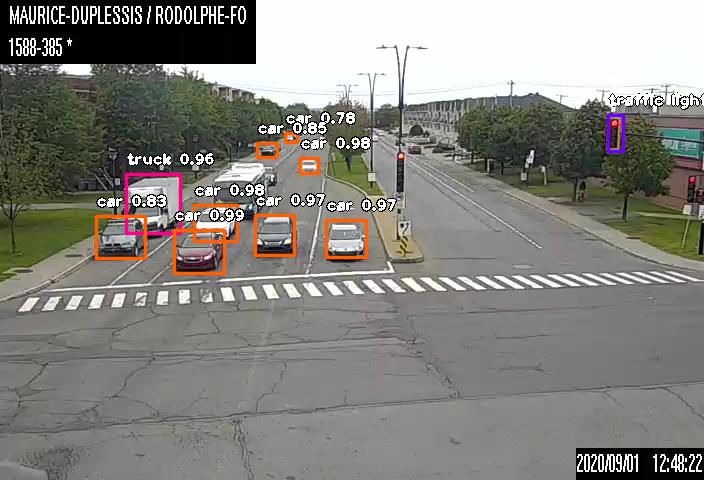 MAURICE-DUPLESSIS / RODOLPHE-FO
1588-385 *
car 0.78
car 0.85
car 0.98
traffic light
truck 0.96
car 0.98
car 0.83
car 0.99
car 0.97
car 0.97
2020/09/01 12:48:22